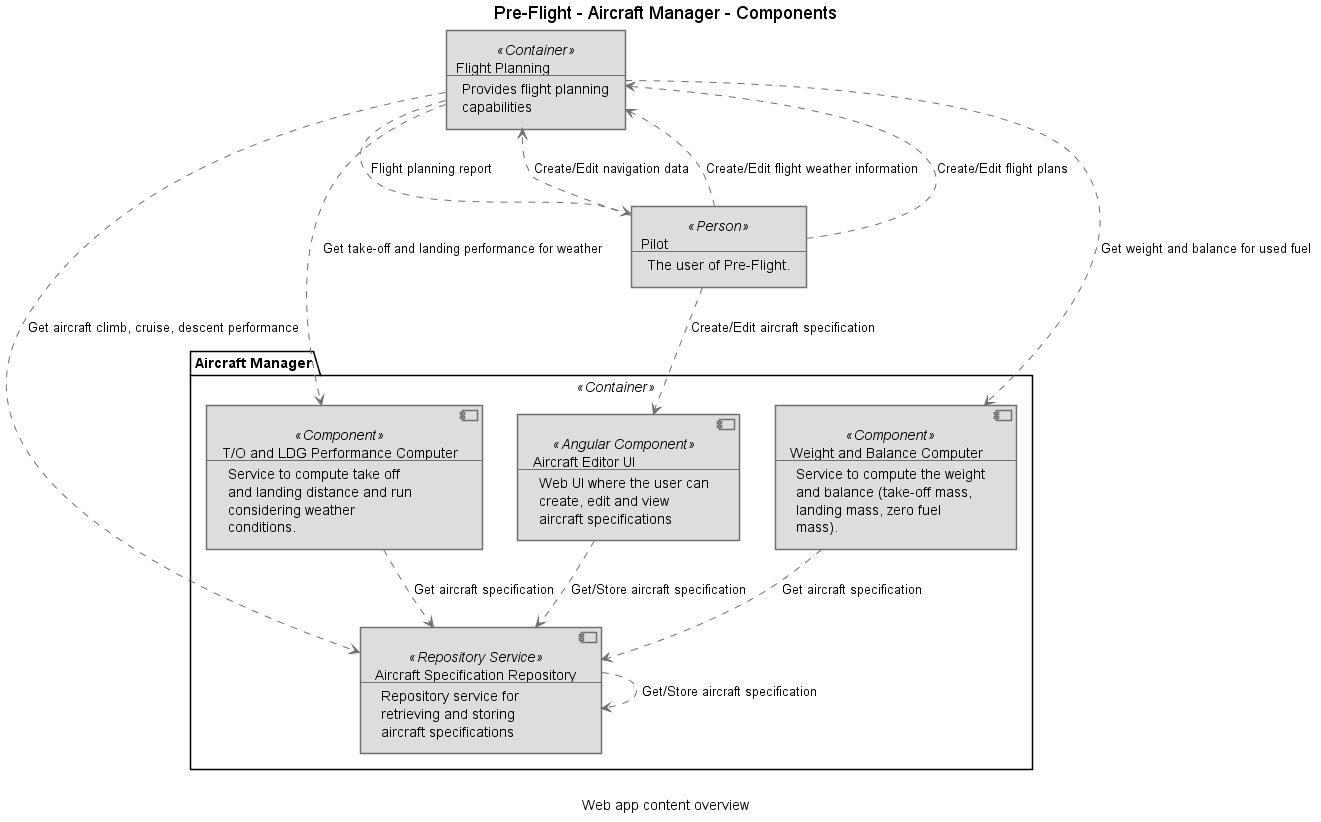 Pre-Flight - Aircraft Manager - Components
«Container»
Flight Planning
Provides flight planning
capabilities
Flight planning report
Create/Edit navigation data
Create/Edit flight weather information
Create/Edit flight plans
«Person»
Pilot
The user of Pre-Flight.
Get take-off and landing performance for weather
Get weight and balance for used fuel
Get aircraft climb, cruise, descent performance
Create/Edit aircraft specification
Aircraft Manager
«Container»
«Component»
T/O and LDG Performance Computer
Service to compute take off
and landing distance and run
considering weather
conditions.
«Angular Component»
Aircraft Editor UI
Web UI where the user can
create, edit and view
aircraft specifications
«Component»
Weight and Balance Computer
Service to compute the weight
and balance (take-off mass,
landing mass, zero fuel
mass).
Get aircraft specification
Get/Store aircraft specification
Get aircraft specification
«Repository Service»
Aircraft Specification Repository
Repository service for
retrieving and storing
aircraft specifications
Get/Store aircraft specification
Web app content overview